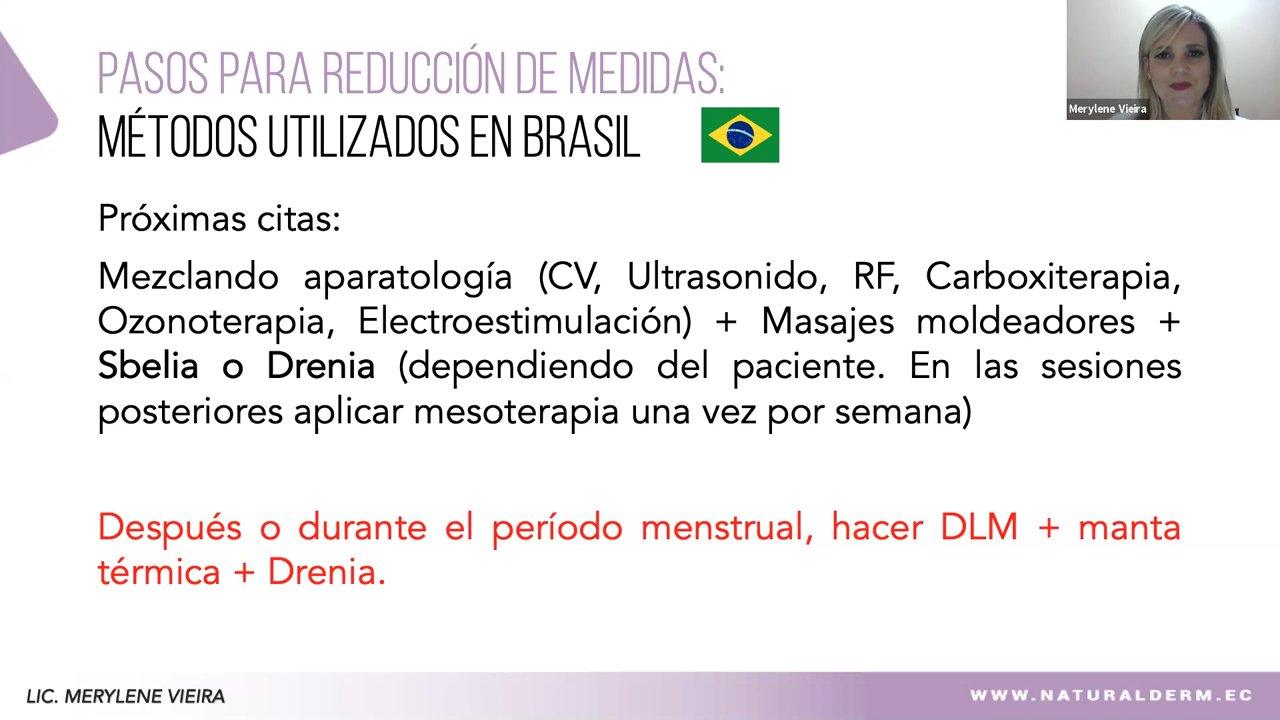 PASOS PARA REDUCCIÓN DE MEDIDAS:
MÉTODOS UTILIZADOS EN BRASIL
Merylene Vieira
Próximas citas:
Mezclando aparatología (CV, Ultrasonido, RF, Carboxiterapia,
Ozonoterapia, Electroestimulación) + Masajes moldeadores +
Sbelia o Drenia (dependiendo del paciente. En las sesiones
posteriores aplicar mesoterapia una vez por semana)
Después o durante el período menstrual, hacer DLM + manta
térmica + Drenia.
LIC. MERYLENE VIEIRA
WWW.NATURALDERM.EC